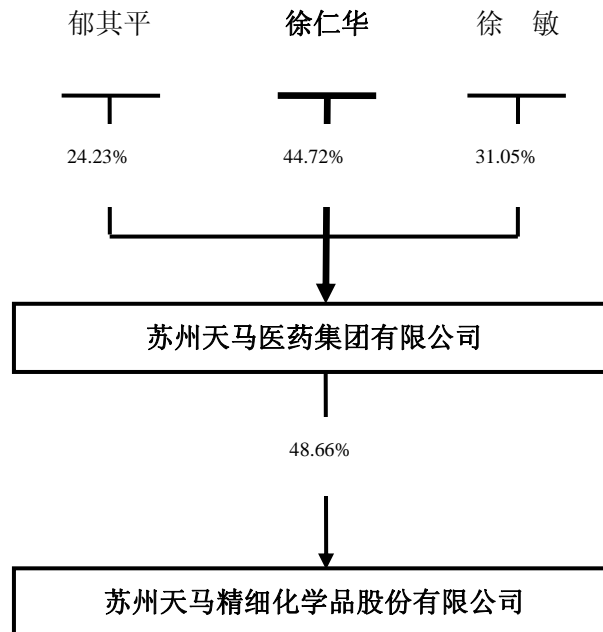 郁其平 徐仁华 徐 敏
24.23% 44.72% 31.05%
苏州天马医药集团有限公司
48.66%
苏州天马精细化学品股份有限公司